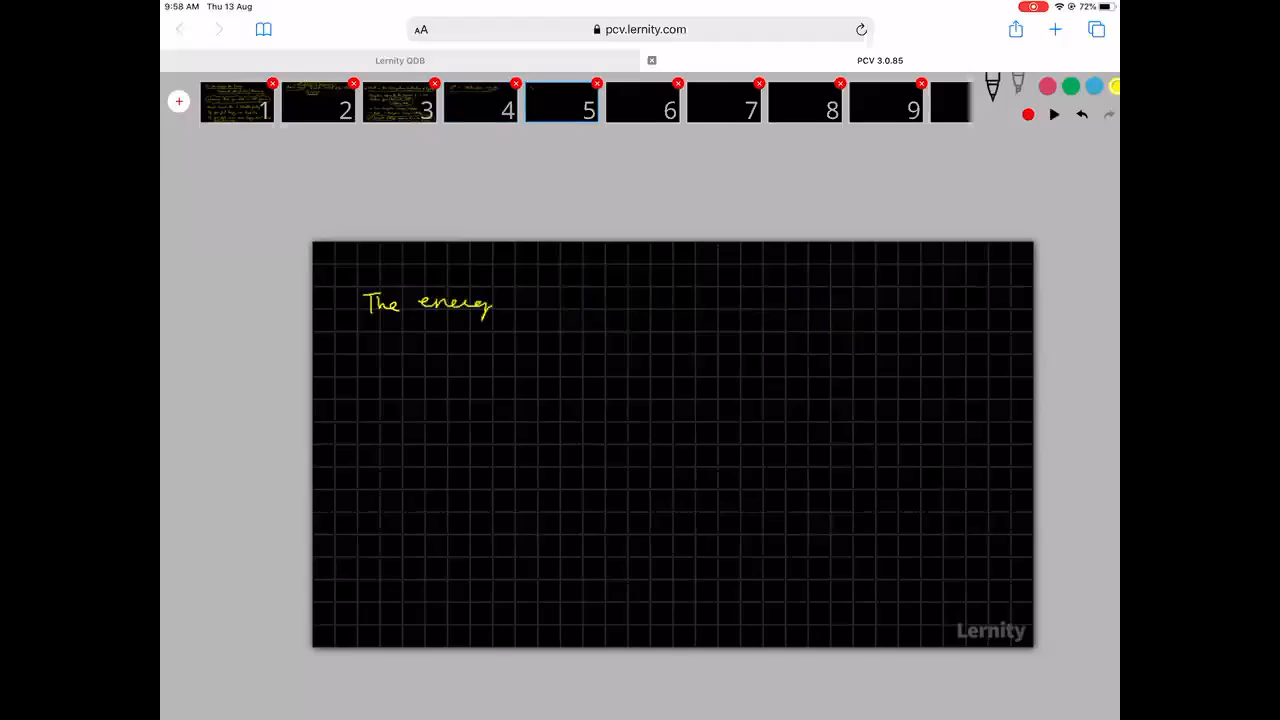 9:58 AM Thu 13 Aug
72%
AA
pcv.lernity.com
Lernity QDB
PCV 3.0.85
1 2 3 4 5 6 7 8 9
The energy
Lernity